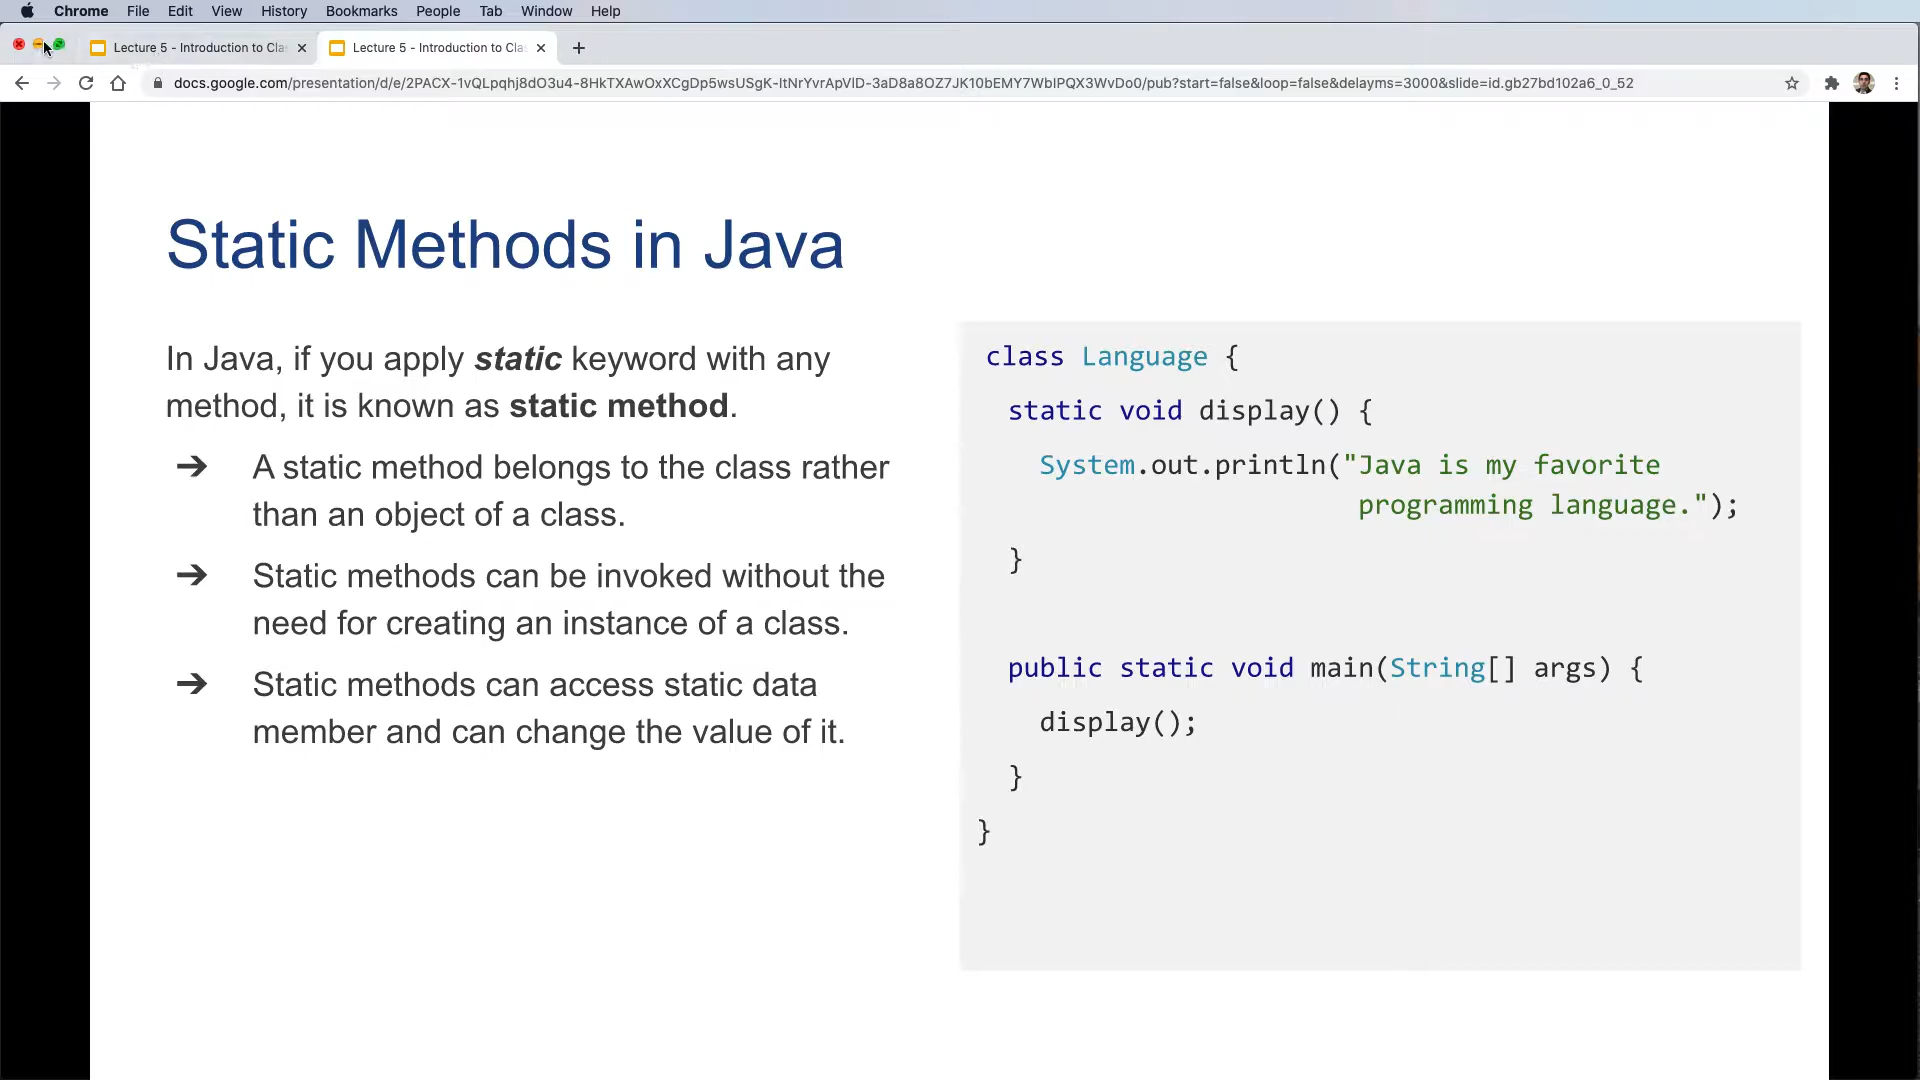 Chrome File Edit View History Bookmarks People Tab Window Help
Lecture 5 - Introduction to Cla
Lecture 5 - Introduction to Cla
docs.google.com/presentation/d/e/2PACX-1vQLpqhj8dO3u4-8HkTXAwOxXCgDp5wsUSgK-ltNrYvrApVlD-3aD8a8OZ7JK10bEMY7WblPQX3WvDo0/pub?start=false&loop=false&delayms=3000&slide=id.gb27bd102a6_0_52
Static Methods in Java
In Java, if you apply static keyword with any
method, it is known as static method.
➔ A static method belongs to the class rather
than an object of a class.
➔ Static methods can be invoked without the
need for creating an instance of a class.
➔ Static methods can access static data
member and can change the value of it.
class Language {
static void display() {
System.out.println("Java is my favorite
programming language.");
}
public static void main(String[] args) {
display();
}
}